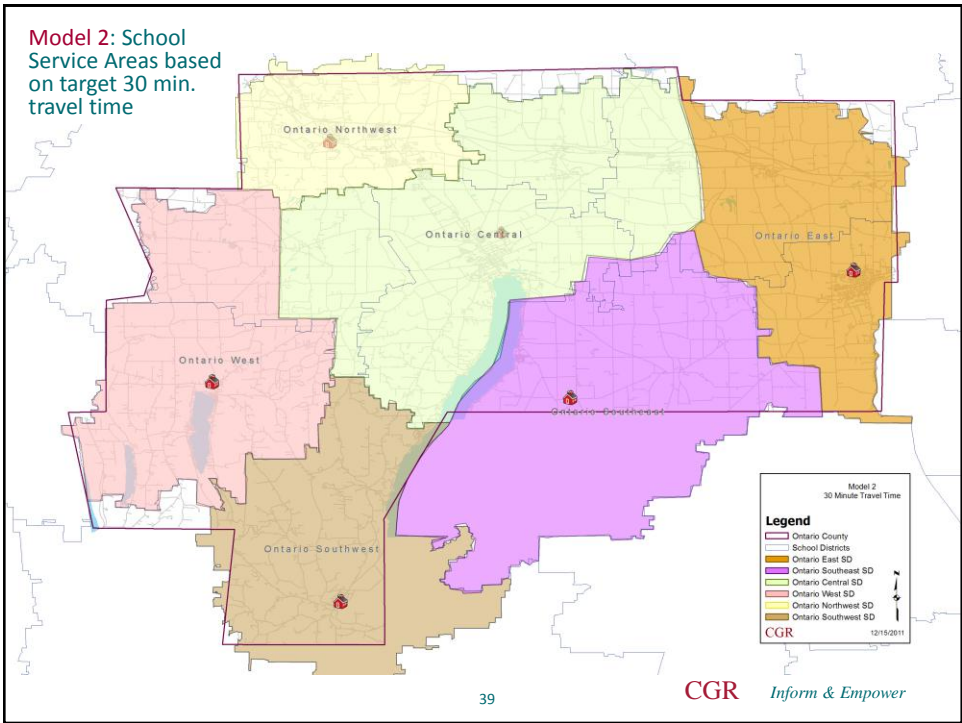 Model 2: School
Service Areas based
on target 30 min.
travel time
Ontario Northwest
Ontario Central
Ontario East
Ontario West
Ontario Southeast
Ontario Southwest
Model 2
30 Minute Travel Time
Legend
Ontario County
School Districts
Ontario East SD
Ontario Southeast SD
Ontario Central SD
Ontario West SD
Ontario Northwest SD
Ontario Southwest SD
N
CGR
12/15/2011
39
CGR Inform & Empower